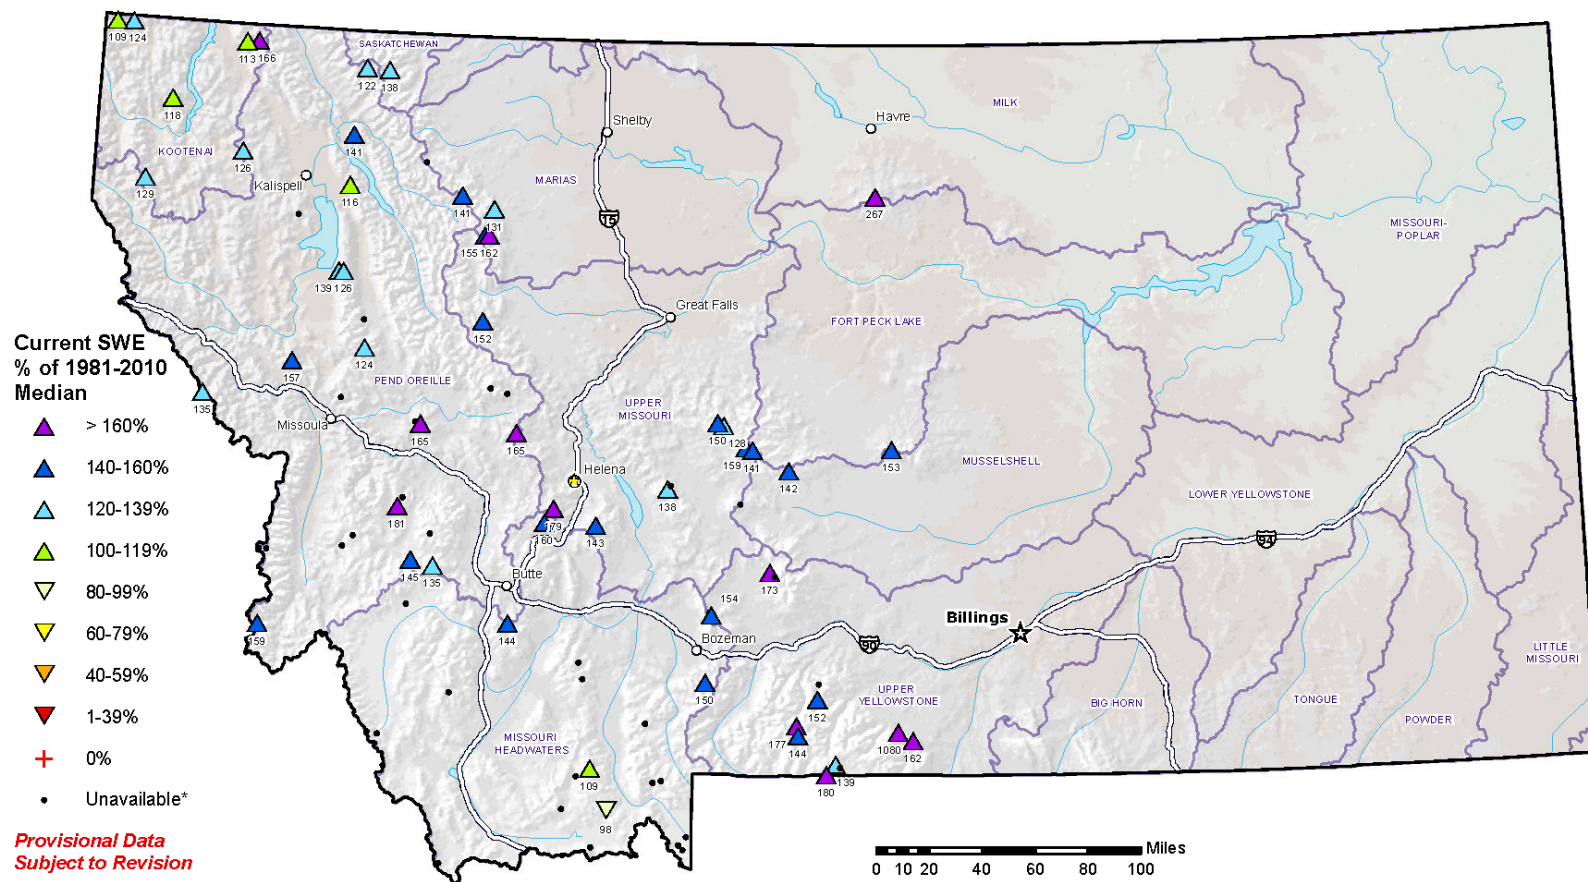 109
124
113
166
SASKATCHEWAN
122
138
118
MILK
Havre
Shelby
KOOTENAI
141
126
Kalispell
129
116
MARIAS
141
131
15
155
162
267
MISSOURI-
POPLAR
139
126
Great Falls
FORT PECK LAKE
152
124
157
PEND OREILLE
135
Missoula
165
165
UPPER
MISSOURI
150
128
159
141
142
153
MUSSELSHELL
Helena
138
LOWER YELLOWSTONE
181
179
160
143
94
145
135
Butte
173
154
159
144
Bozeman
Billings
90
150
152
UPPER
YELLOWSTONE
BIG HORN
TONGUE
POWDER
LITTLE
MISSOURI
MISSOURI
HEADWATERS
177
144
1080
162
139
180
109
98
Current SWE
% of 1981-2010
Median
> 160%
140-160%
120-139%
100-119%
80-99%
60-79%
40-59%
1-39%
0%
Unavailable*
Provisional Data
Subject to Revision
Miles
0 10 20 40 60 80 100